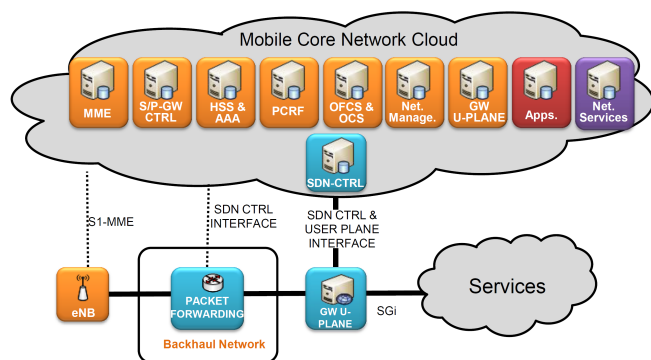 Mobile Core Network Cloud
MME
S/P-GW
CTRL
HSS &
AAA
PCRF
OFCS &
OCS
Net.
Manage.
GW
U-PLANE
Apps.
Net.
Services
SDN-CTRL
S1-MME
SDN CTRL
INTERFACE
SDN CTRL &
USER PLANE
INTERFACE
eNB
PACKET
FORWARDING
GW U-
PLANE
SGi
Services
Backhaul Network